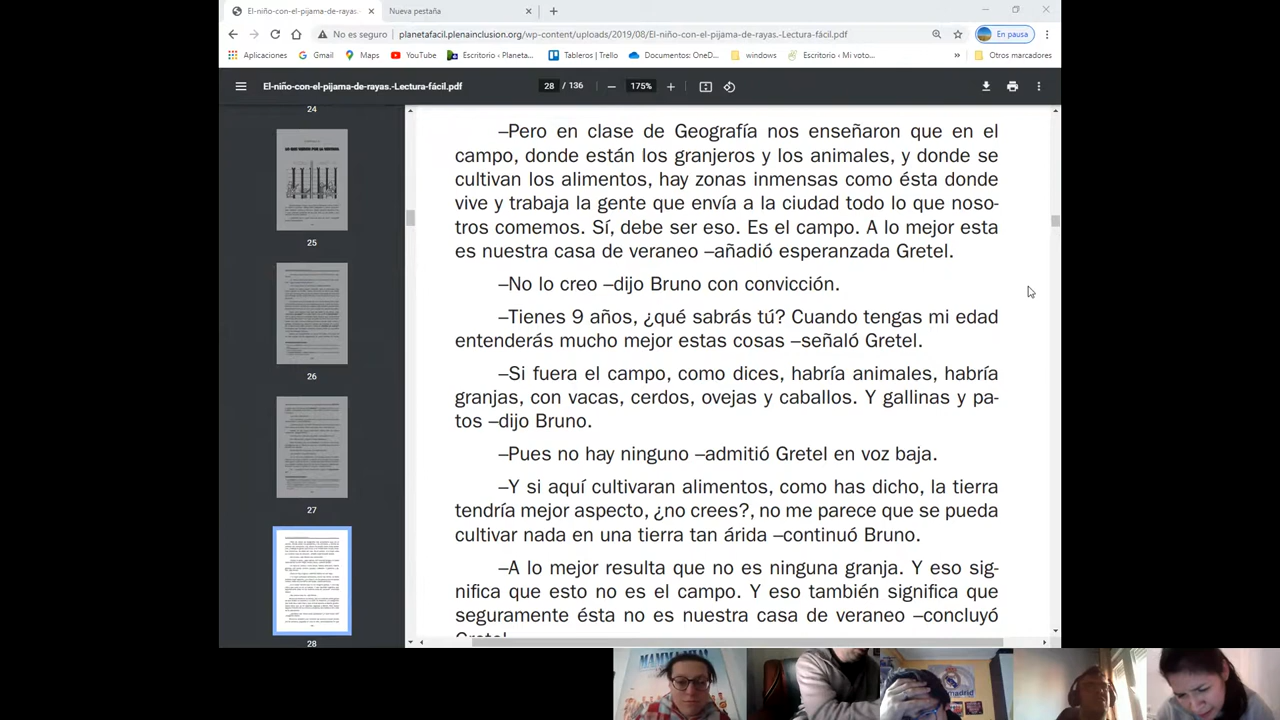 El-niño-con-el-pijama-de-rayas.-
Nueva pestaña
No es seguro
planetafacil.plenainclusion.org/wp-content/uploads/2019/08/El-niño-con-el-pijama-de-rayas.-Lectura-fácil.pdf
En pausa
Aplicaciones
Gmail
Maps
YouTube
Escritorio - Planeta...
Tableros | Trello
Documentos: OneDri...
windows
Escritorio / Mi voto...
»
Otros marcadores
El-niño-con-el-pijama-de-rayas.-Lectura-fácil.pdf
28 / 136
175%
24
25
26
27
28
–Pero en clase de Geografía nos enseñaron que en el
campo, donde están los granjeros y los animales, y donde se
cultivan los alimentos, hay zonas inmensas como ésta donde
vive y trabaja la gente que envía a la ciudad todo lo que noso-
tros comemos. Sí, debe ser eso. Es el campo. A lo mejor esta
es nuestra casa de veraneo –añadió esperanzada Gretel.
–No lo creo –dijo Bruno con convicción.
–Tienes 9 años, ¿qué sabrás tú? Cuando tengas mi edad
entenderás mucho mejor estas cosas –señaló Gretel.
–Si fuera el campo, como dices, habría animales, habría
granjas, con vacas, cerdos, ovejas y caballos. Y gallinas y pa-
tos –dijo Bruno.
–Pues no hay ninguno –admitió Gretel en voz baja.
–Y si aquí cultivaran alimentos, como has dicho, la tierra
tendría mejor aspecto, ¿no crees?, no me parece que se pueda
cultivar nada en una tierra tan mala –continuó Bruno.
–A lo mejor resulta que no hay ninguna granja. Y eso sig-
nifica que esto no es el campo. Y eso también significa que
seguramente esta no es nuestra casa de veraneo –concluyó
Gretel.